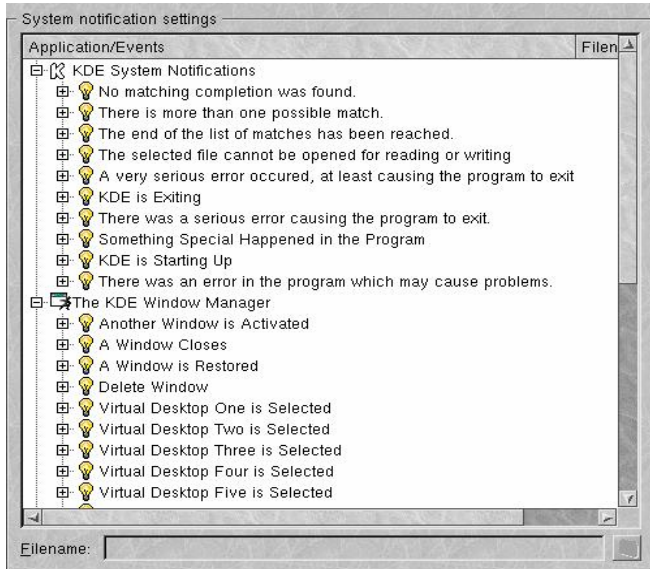 System notification settings
Application/Events Filen
KDE System Notifications
No matching completion was found.
There is more than one possible match.
The end of the list of matches has been reached.
The selected file cannot be opened for reading or writing
A very serious error occured, at least causing the program to exit
KDE is Exiting
There was a serious error causing the program to exit.
Something Special Happened in the Program
KDE is Starting Up
There was an error in the program which may cause problems.
The KDE Window Manager
Another Window is Activated
A Window Closes
A Window is Restored
Delete Window
Virtual Desktop One is Selected
Virtual Desktop Two is Selected
Virtual Desktop Three is Selected
Virtual Desktop Four is Selected
Virtual Desktop Five is Selected
Filename: